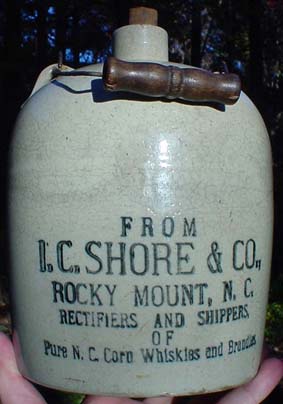 FROM
I. C. SHORE & CO.,
ROCKY MOUNT, N. C.
RECTIFIERS AND SHIPPERS,
OF
Pure N. C. Corn Whiskies and Brandies